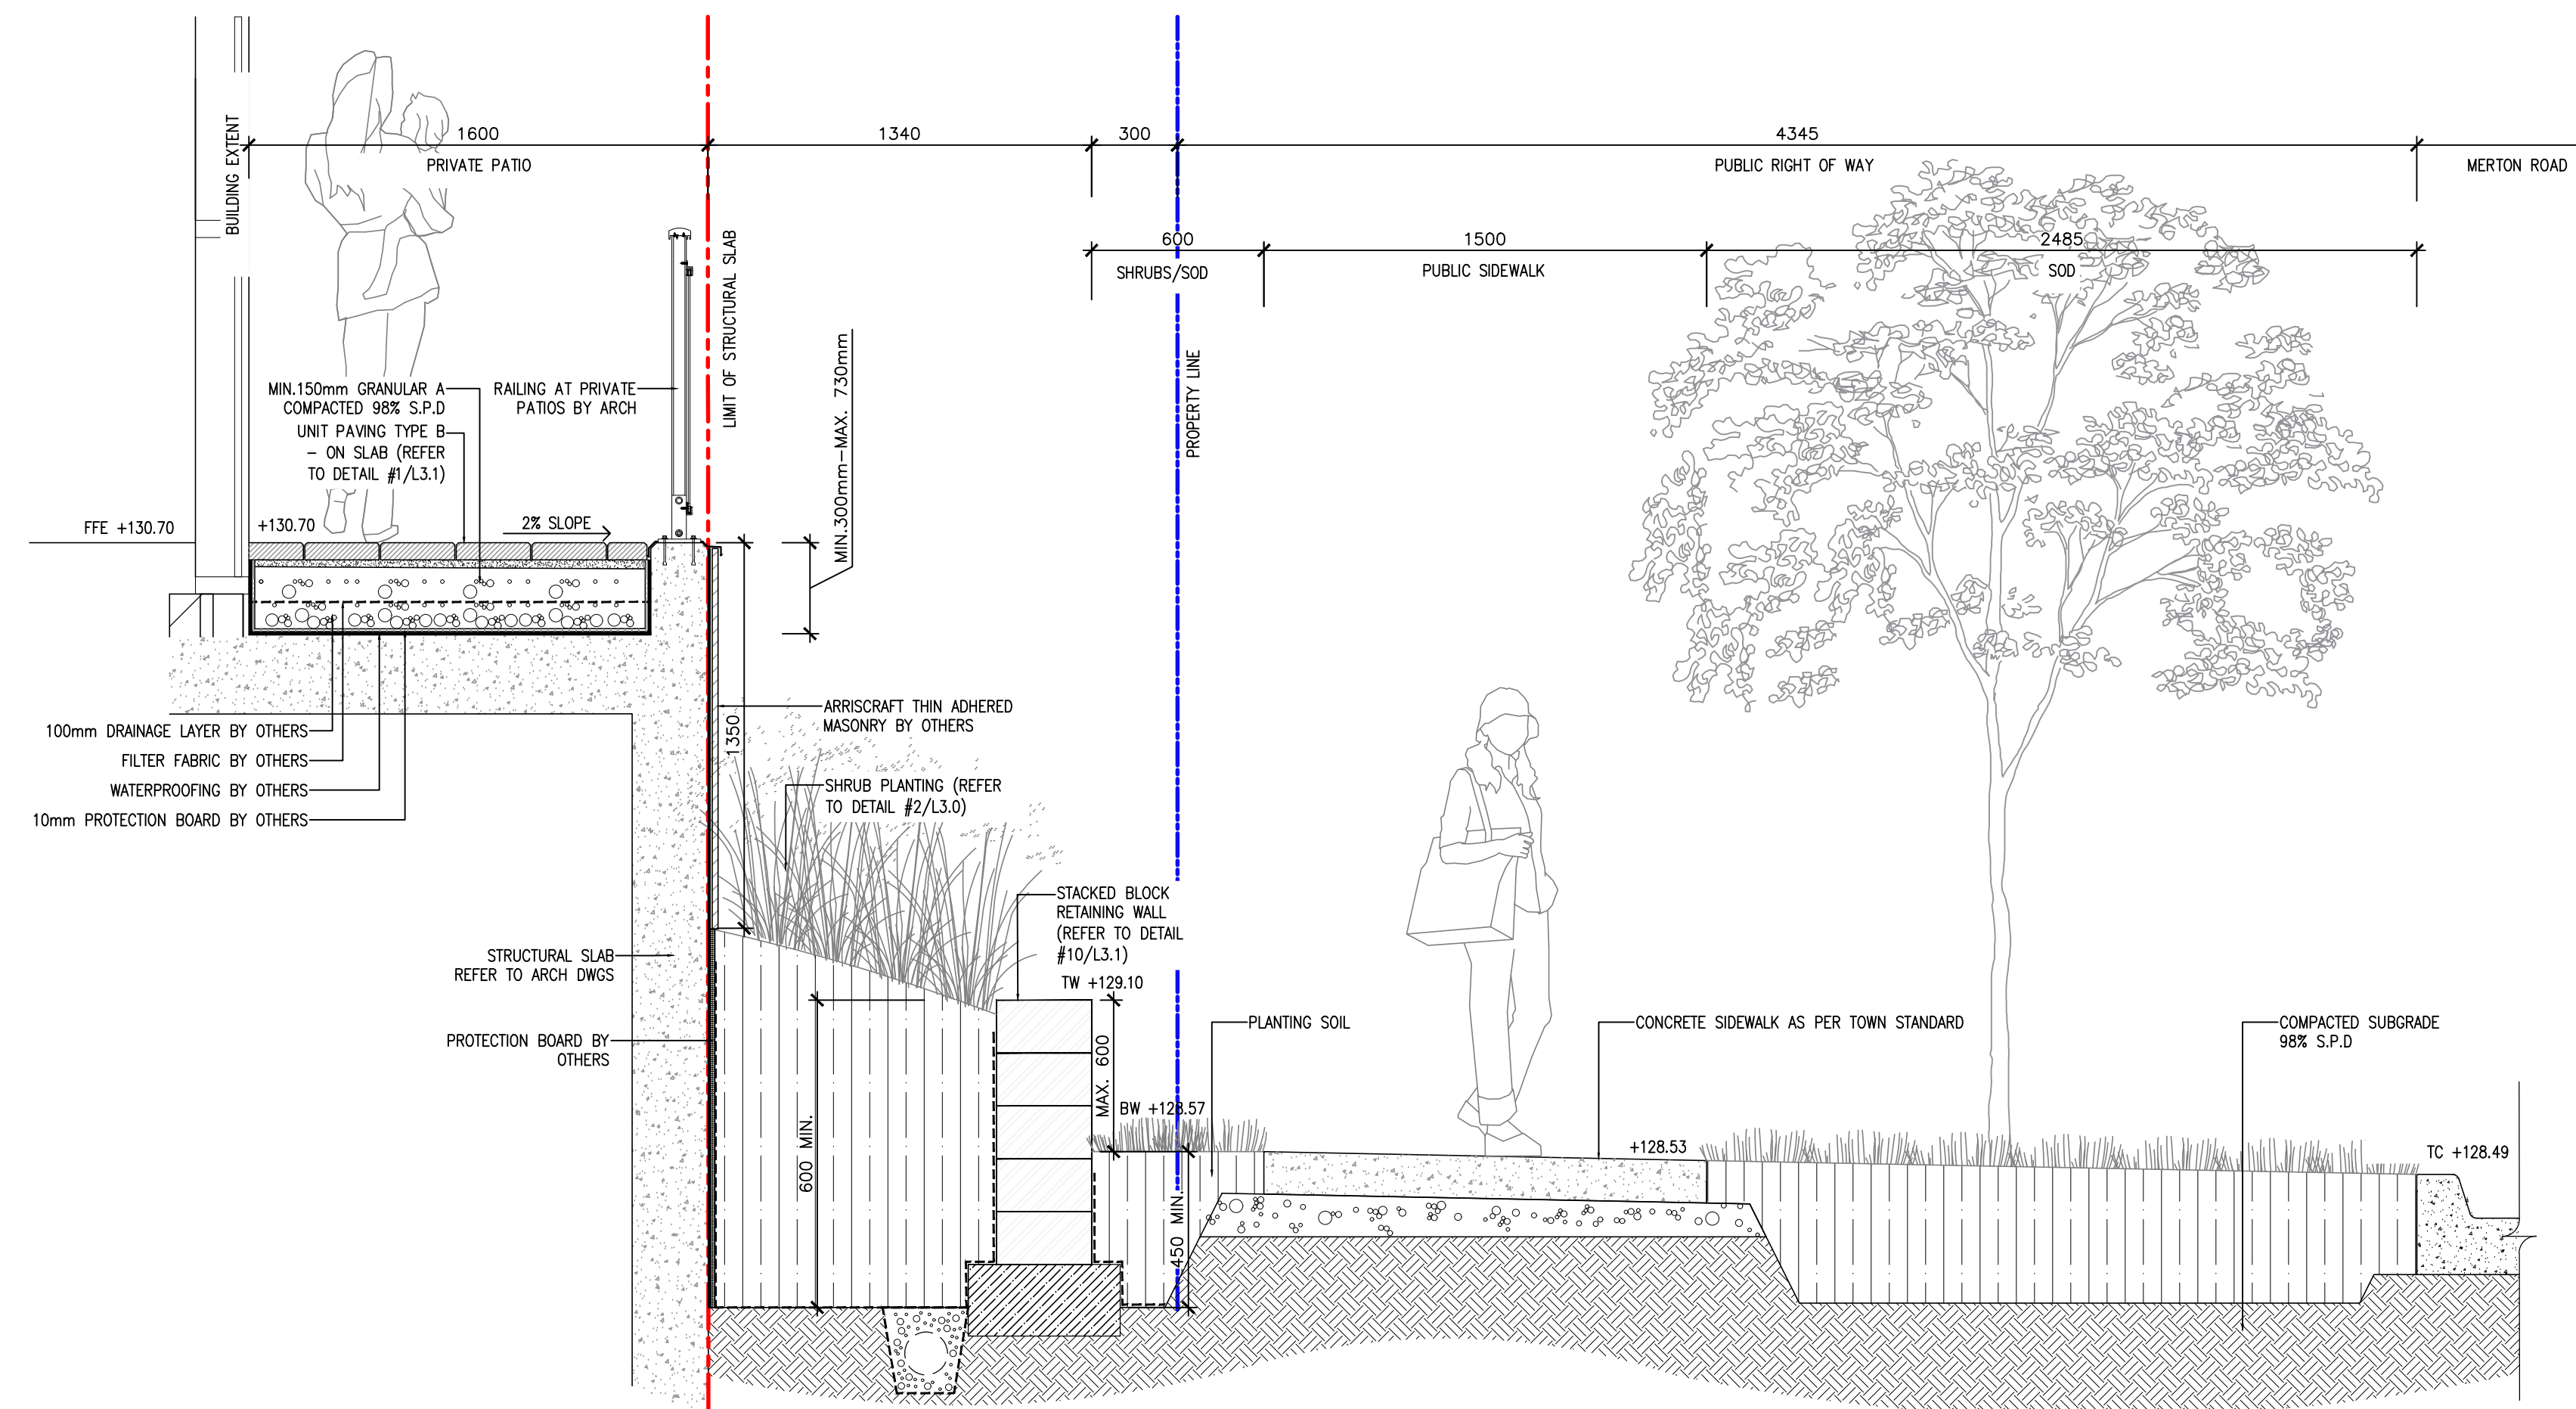 1600
1340
300
4345
PRIVATE PATIO
PUBLIC RIGHT OF WAY
MERTON ROAD
BUILDING EXTENT
600
1500
2485
SHRUBS/SOD
PUBLIC SIDEWALK
SOD
LIMIT OF STRUCTURAL SLAB
PROPERTY LINE
MIN.300mm-MAX. 730mm
MIN.150mm GRANULAR A
COMPACTED 98% S.P.D
RAILING AT PRIVATE
PATIOS BY ARCH
UNIT PAVING TYPE B
- ON SLAB (REFER
TO DETAIL #1/L3.1)
FFE +130.70
+130.70
2% SLOPE
100mm DRAINAGE LAYER BY OTHERS
FILTER FABRIC BY OTHERS
WATERPROOFING BY OTHERS
10mm PROTECTION BOARD BY OTHERS
1350
ARRISCRAFT THIN ADHERED
MASONRY BY OTHERS
SHRUB PLANTING (REFER
TO DETAIL #2/L3.0)
STACKED BLOCK
RETAINING WALL
(REFER TO DETAIL
#10/L3.1)
TW +129.10
STRUCTURAL SLAB
REFER TO ARCH DWGS
PROTECTION BOARD BY
OTHERS
600 MIN.
MAX. 600
BW +128.57
450 MIN.
PLANTING SOIL
CONCRETE SIDEWALK AS PER TOWN STANDARD
COMPACTED SUBGRADE
98% S.P.D
+128.53
TC +128.49